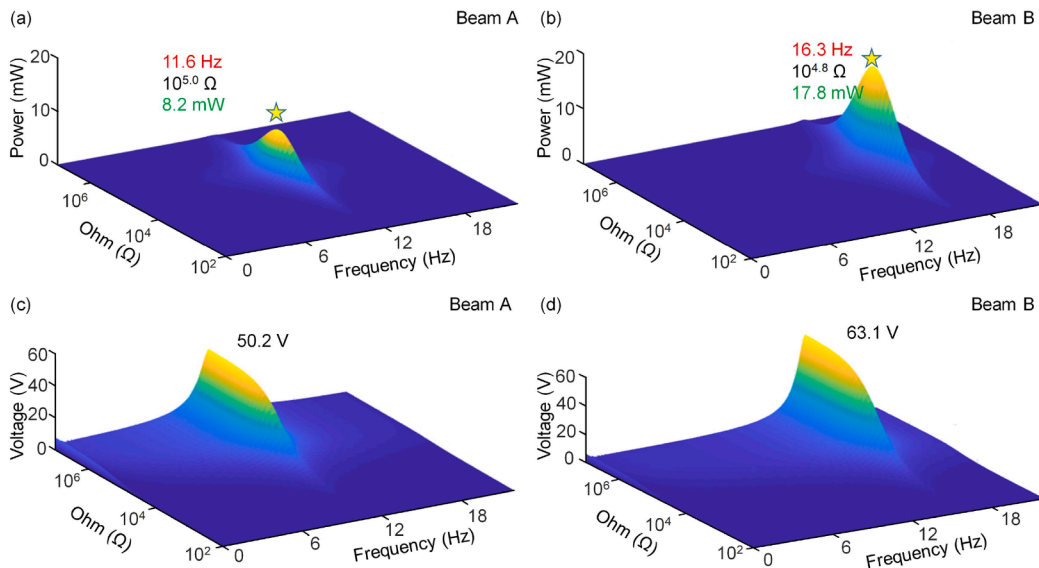 (a)
Beam A
11.6 Hz
10^5.0 Ω
8.2 mW
Power (mW)
20
10
0
10^6
10^4
10^2
Ohm (Ω)
0
6
12
18
Frequency (Hz)
(b)
Beam B
16.3 Hz
10^4.8 Ω
17.8 mW
Power (mW)
20
10
0
10^6
10^4
10^2
Ohm (Ω)
0
6
12
18
Frequency (Hz)
(c)
Beam A
50.2 V
Voltage (V)
60
40
20
0
10^6
10^4
10^2
Ohm (Ω)
0
6
12
18
Frequency (Hz)
(d)
Beam B
63.1 V
Voltage (V)
60
40
20
0
10^6
10^4
10^2
Ohm (Ω)
0
6
12
18
Frequency (Hz)